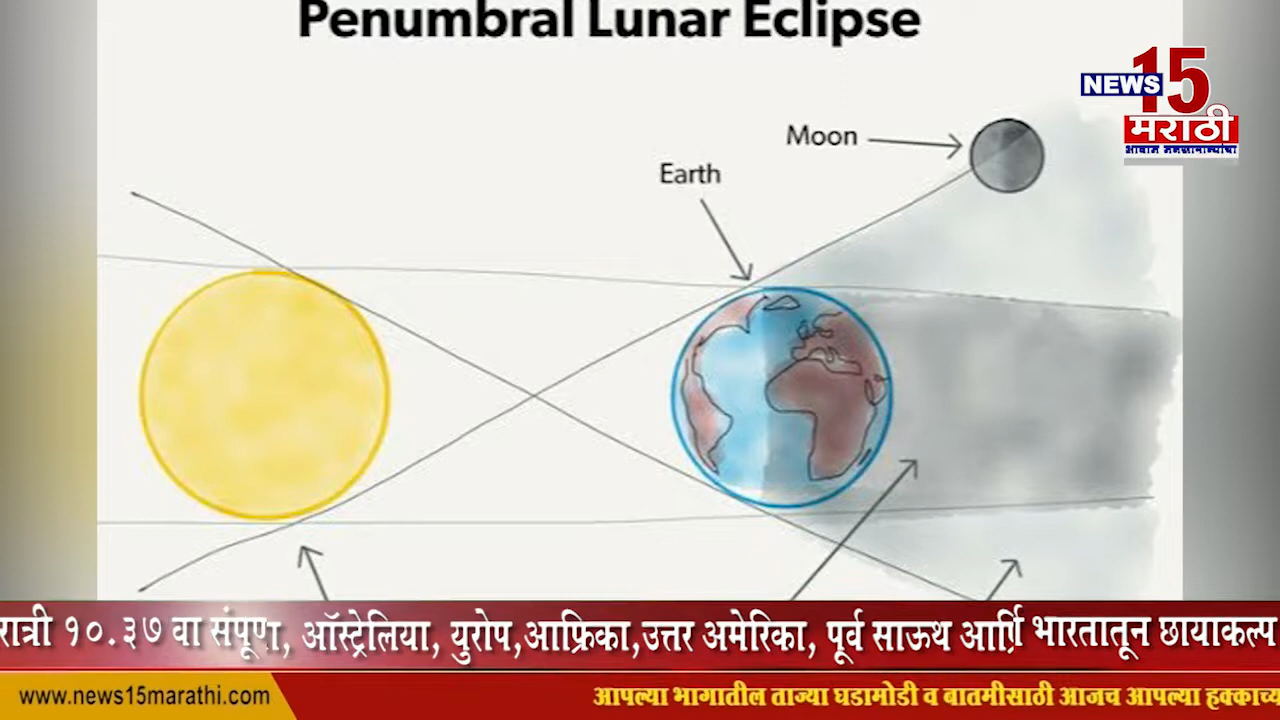 Penumbral Lunar Eclipse
NEWS 15
मराठी
Moon
Earth
रात्री १०.३७ वा संपूर्ण, ऑस्ट्रेलिया, युरोप,आफ्रिका,उत्तर अमेरिका, पूर्व साऊथ आणि भारतातून छायाकल्प
www.news15marathi.com
आपल्या भागातील ताज्या घडामोडी व बातमीसाठी आजच आपल्या हक्काच्या